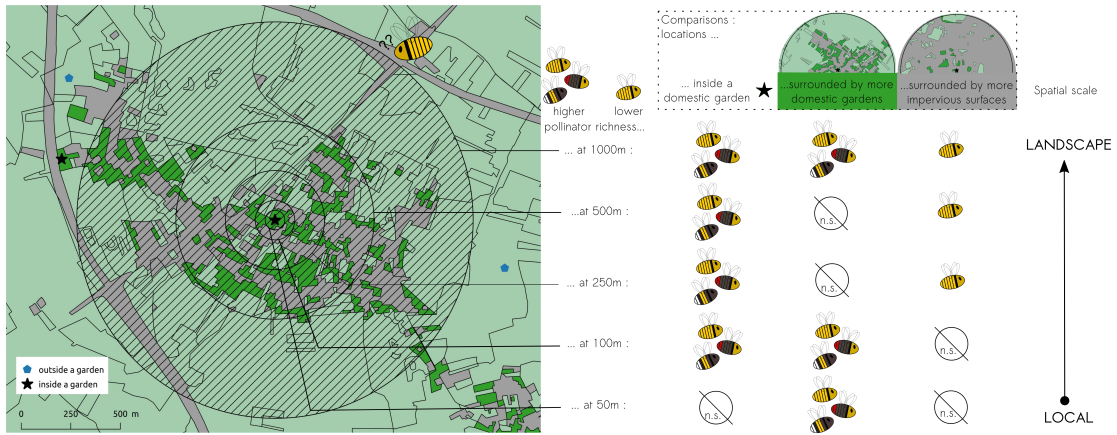 Comparisons :
locations ...
... inside a
domestic garden
...surrounded by more
domestic gardens
...surrounded by more
impervious surfaces
Spatial scale
higher
lower
pollinator richness...
... at 1000m :
LANDSCAPE
...at 500m :
n.s.
... at 250m :
n.s.
... at 100m :
n.s.
... at 50m :
n.s.
n.s.
LOCAL
outside a garden
inside a garden
0
250
500 m